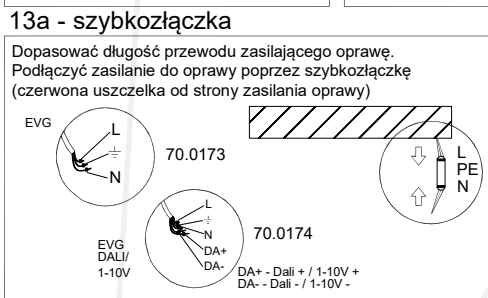 13a - szybkozłączka
Dopasować długość przewodu zasilającego oprawę.
Podłączyć zasilanie do oprawy poprzez szybkozłączkę
(czerwona uszczelka od strony zasilania oprawy)
EVG
L
N
70.0173
L
PE
N
EVG
DALI/
1-10V
L
N
DA+
DA-
70.0174
DA+ - Dali + / 1-10V +
DA- - Dali - / 1-10V -